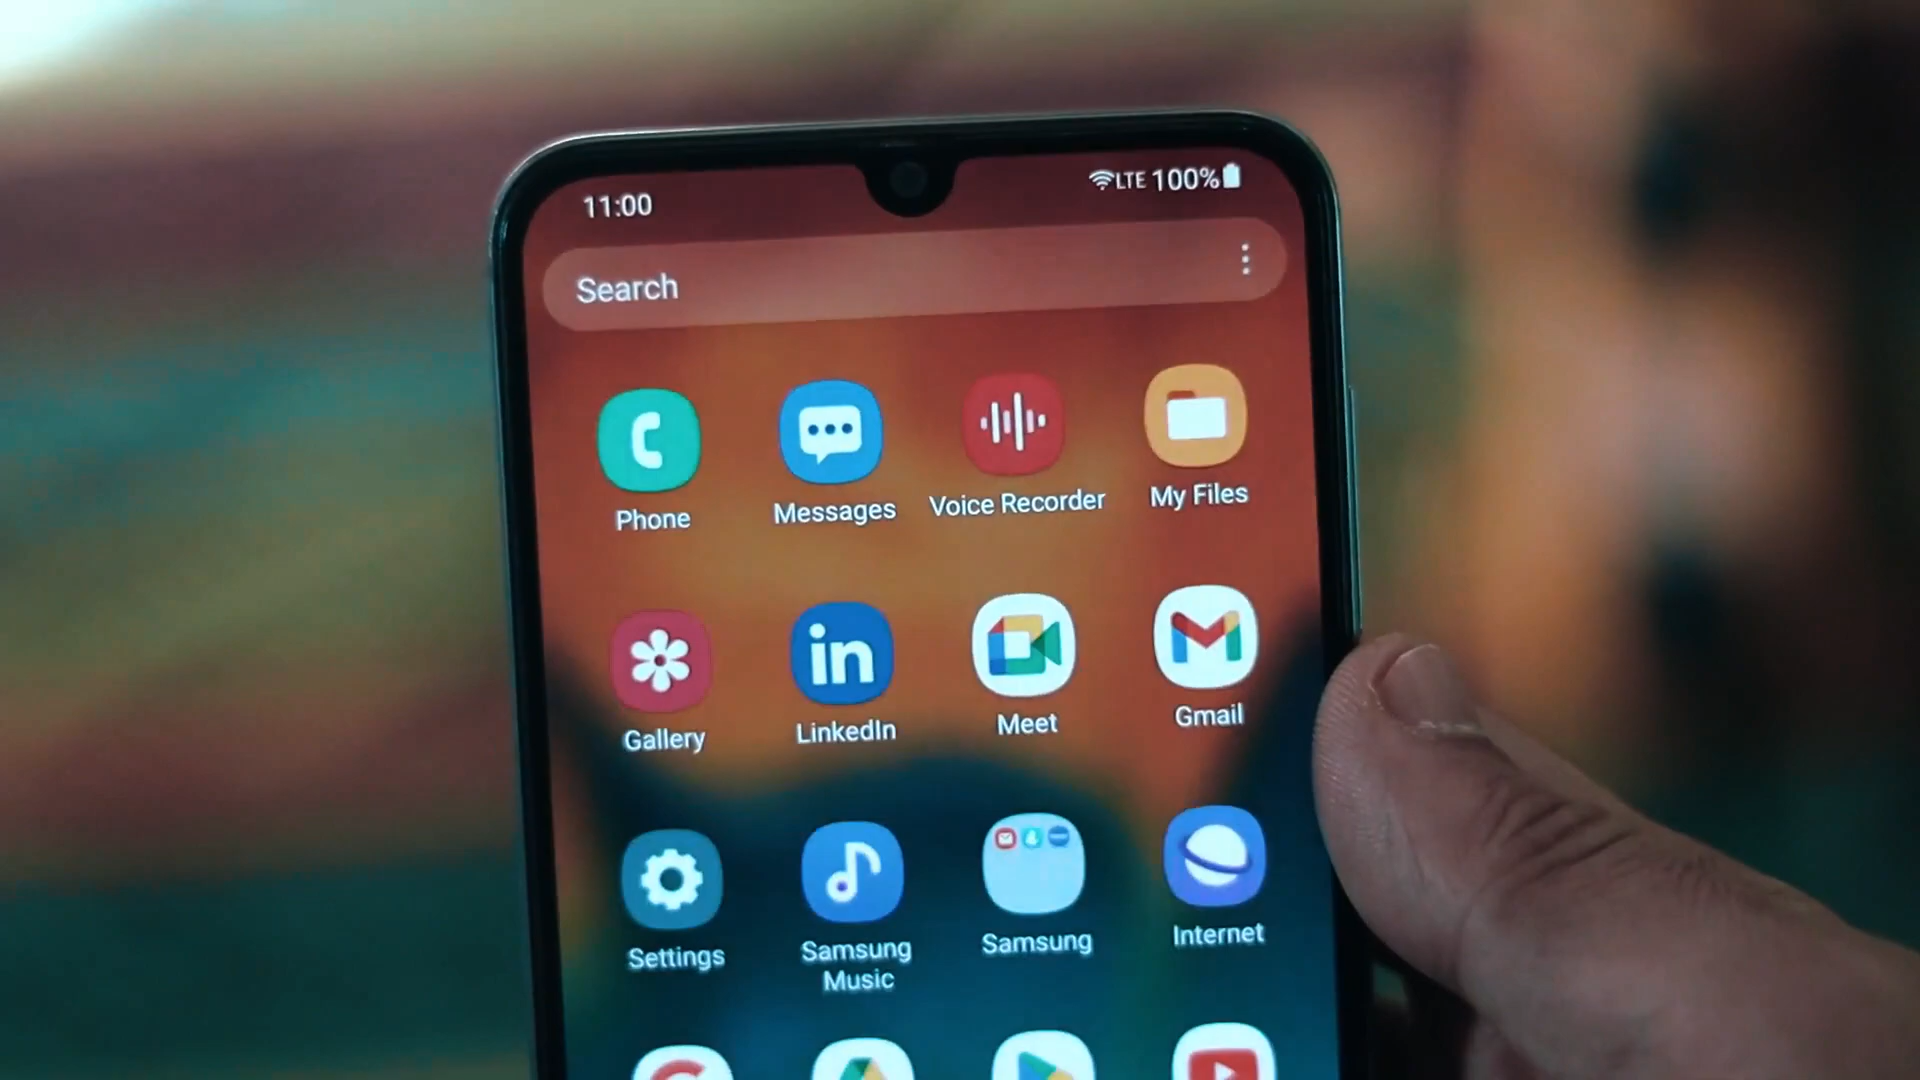 11:00
LTE 100%
Search
Phone
Messages
Voice Recorder
My Files
Gallery
in
LinkedIn
Meet
Gmail
Settings
Samsung
Music
Samsung
Internet